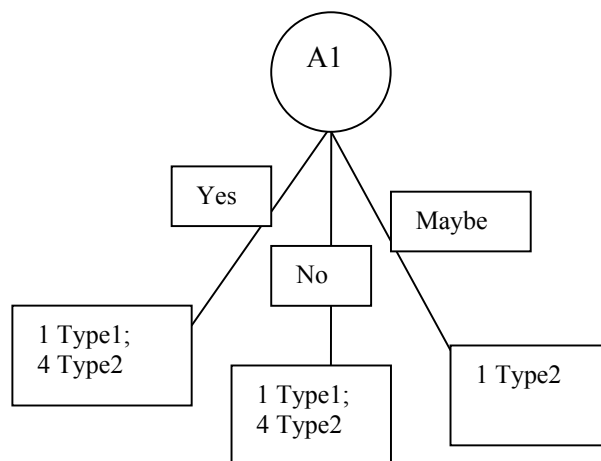 A1
Yes
Maybe
No
1 Type1;
4 Type2
1 Type1;
4 Type2
1 Type2